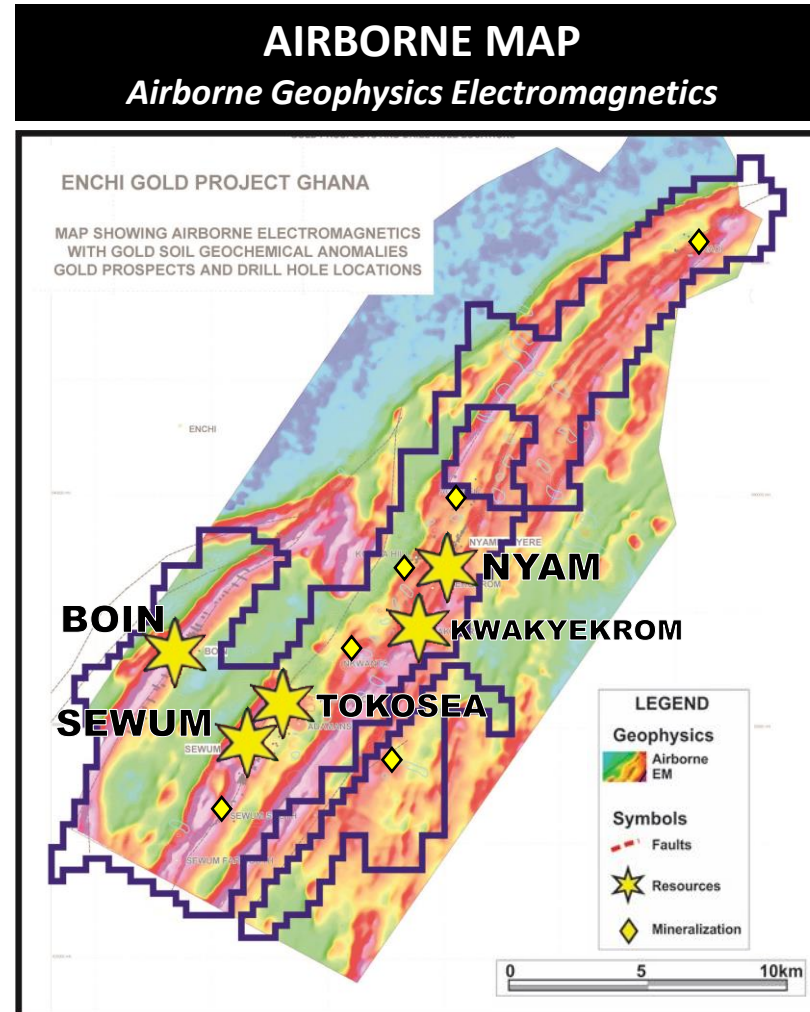 AIRBORNE MAP
Airborne Geophysics Electromagnetics
ENCHI GOLD PROJECT GHANA
MAP SHOWING AIRBORNE ELECTROMAGNETICS
WITH GOLD SOIL GEOCHEMICAL ANOMALIES
GOLD PROSPECTS AND DRILL HOLE LOCATIONS
ENCHI
NYAM
KWAKYEKROM
BOIN
BOIN
TOKOSEA
SEWUM
SEWUM
LEGEND
Geophysics
Airborne
EM
Symbols
Faults
Resources
Mineralization
0 5 10km